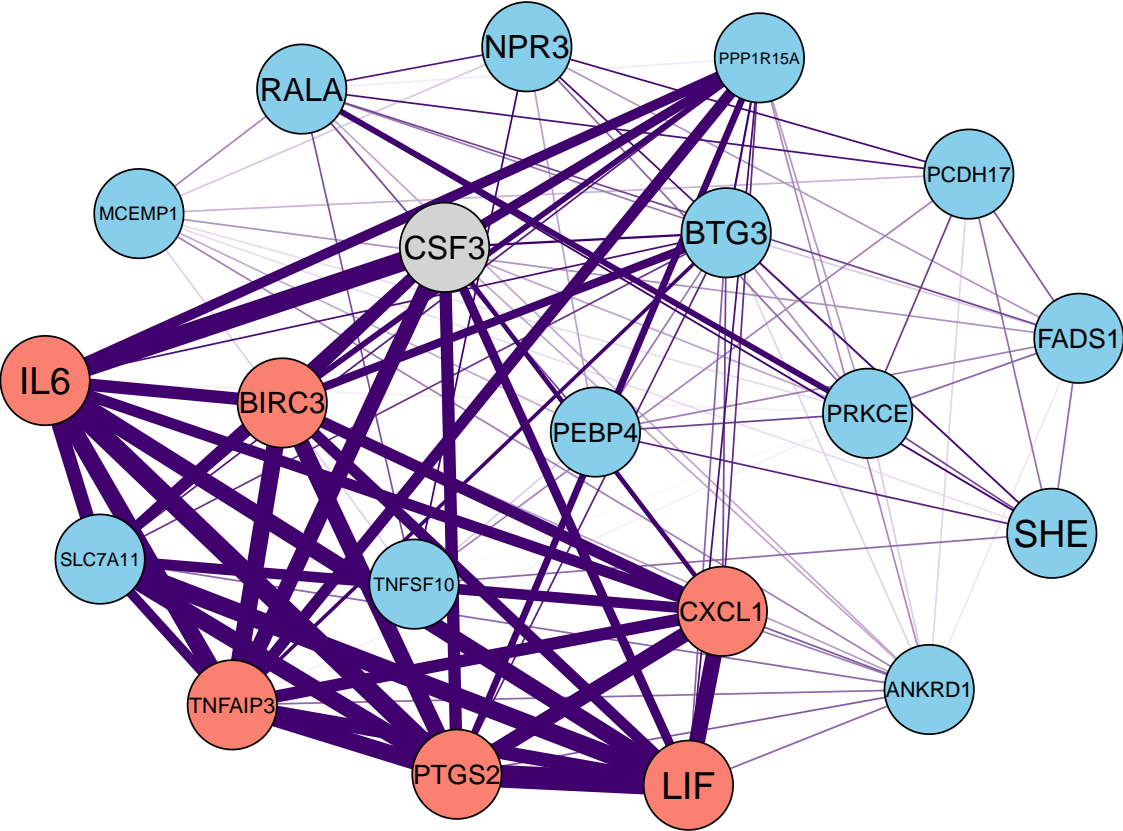 NPR3
PPP1R15A
RALA
PCDH17
MCEMP1
BTG3
CSF3
FADS1
IL6
BIRC3
PRKCE
PEBP4
SHE
SLC7A11
TNFSF10
CXCL1
ANKRD1
TNFAIP3
PTGS2
LIF